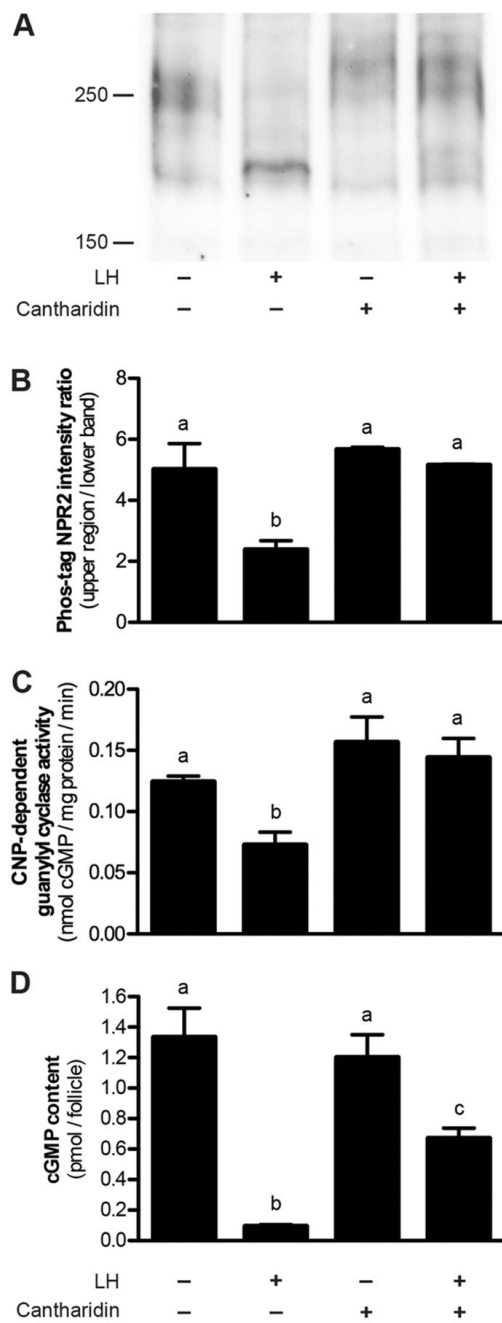 A
250
150
LH − + − +
Cantharidin − − + +
B
Phos-tag NPR2 intensity ratio
(upper region / lower band)
8
6
4
2
0
a b a a
C
CNP-dependent
guanylyl cyclase activity
(nmol cGMP / mg protein / min)
0.20
0.15
0.10
0.05
0.00
a b a a
D
cGMP content
(pmol / follicle)
1.6
1.4
1.2
1.0
0.8
0.6
0.4
0.2
0.0
a b a c
LH − + − +
Cantharidin − − + +